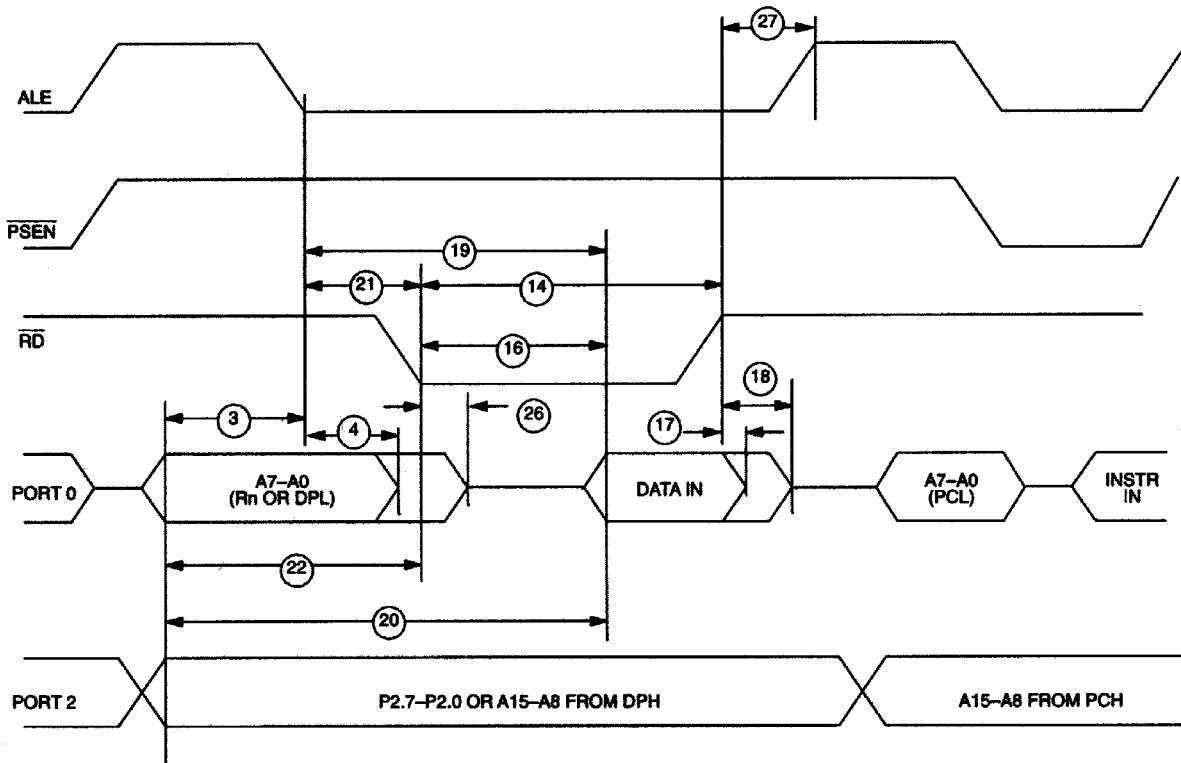 27
ALE
PSEN
19
21
14
RD
16
18
3
4
26
17
PORT 0
A7–A0
(Rn OR DPL)
DATA IN
A7–A0
(PCL)
INSTR
IN
22
20
PORT 2
P2.7–P2.0 OR A15–A8 FROM DPH
A15–A8 FROM PCH